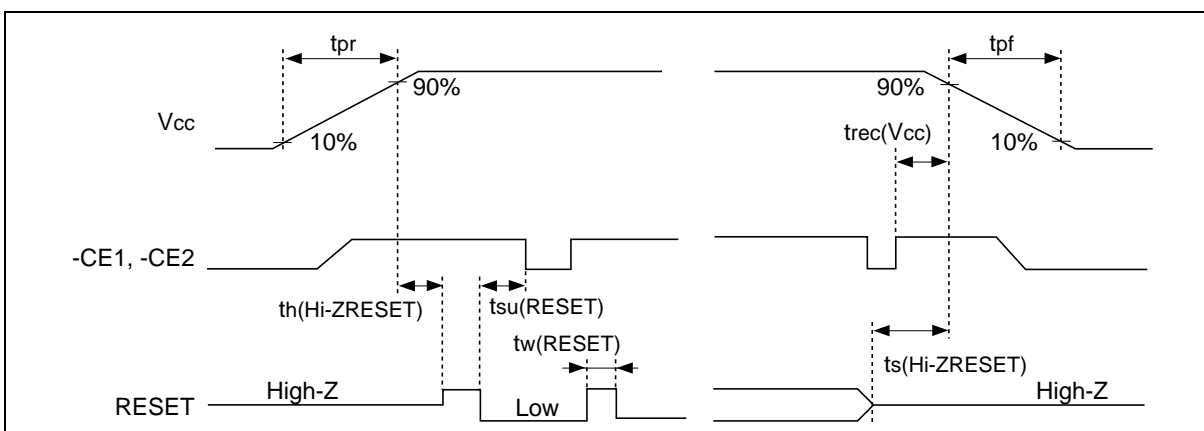 tpr
tpf
90%
90%
Vcc
trec(Vcc)
10%
10%
-CE1, -CE2
th(Hi-ZRESET)
tsu(RESET)
tw(RESET)
ts(Hi-ZRESET)
High-Z
High-Z
RESET
Low